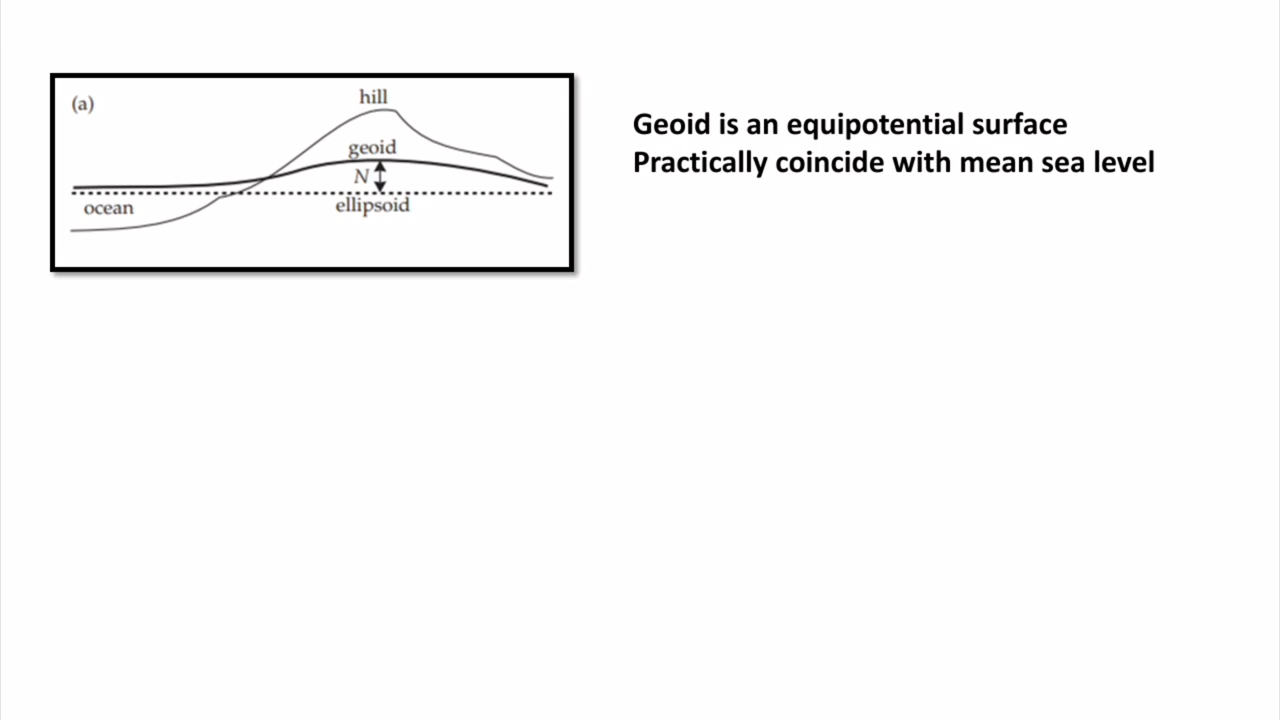 (a)
hill
geoid
N
ocean
ellipsoid
Geoid is an equipotential surface
Practically coincide with mean sea level